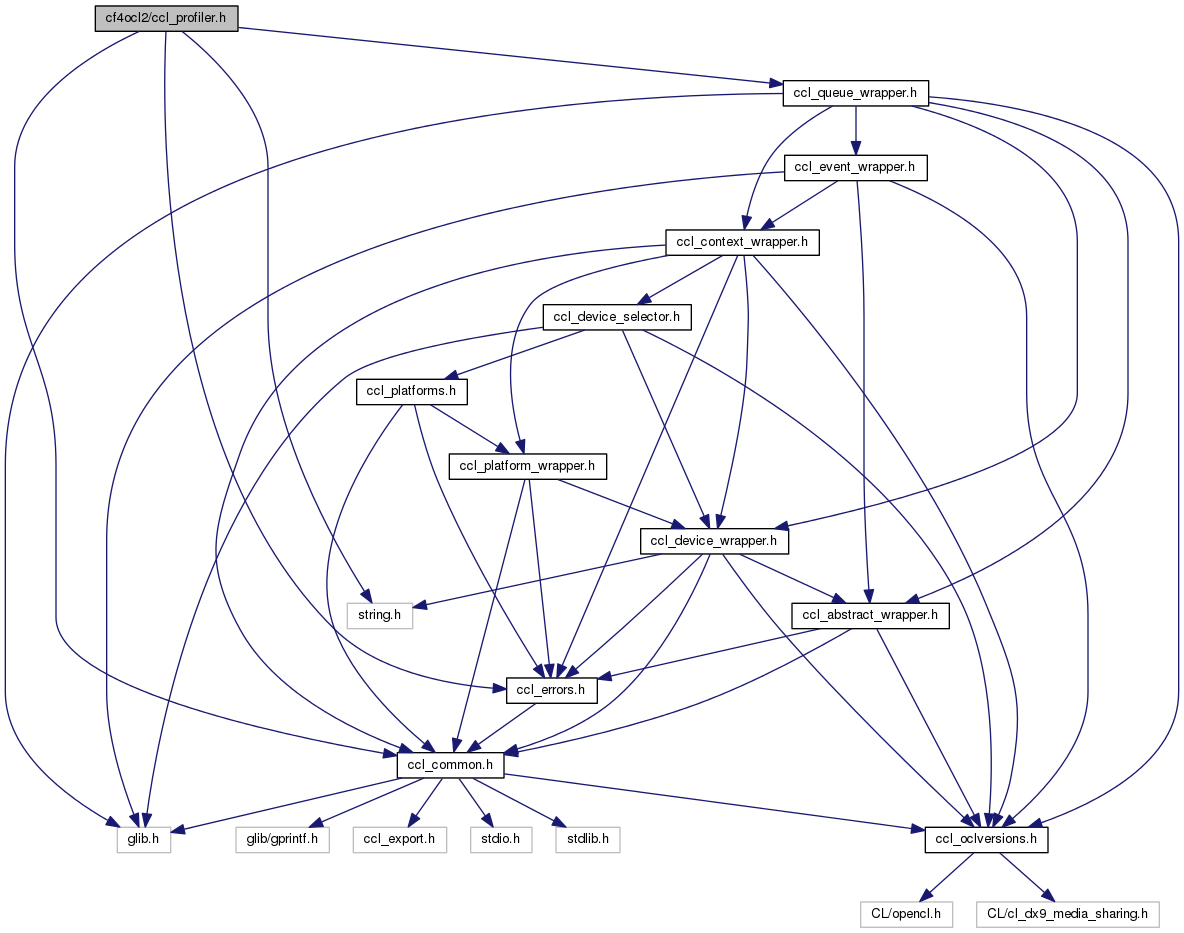 cf4ocl2/ccl_profiler.h
ccl_queue_wrapper.h
ccl_event_wrapper.h
ccl_context_wrapper.h
ccl_device_selector.h
ccl_platforms.h
ccl_platform_wrapper.h
ccl_device_wrapper.h
string.h
ccl_abstract_wrapper.h
ccl_errors.h
ccl_common.h
glib.h
glib/gprintf.h
ccl_export.h
stdio.h
stdlib.h
ccl_oclversions.h
CL/opencl.h
CL/cl_dx9_media_sharing.h